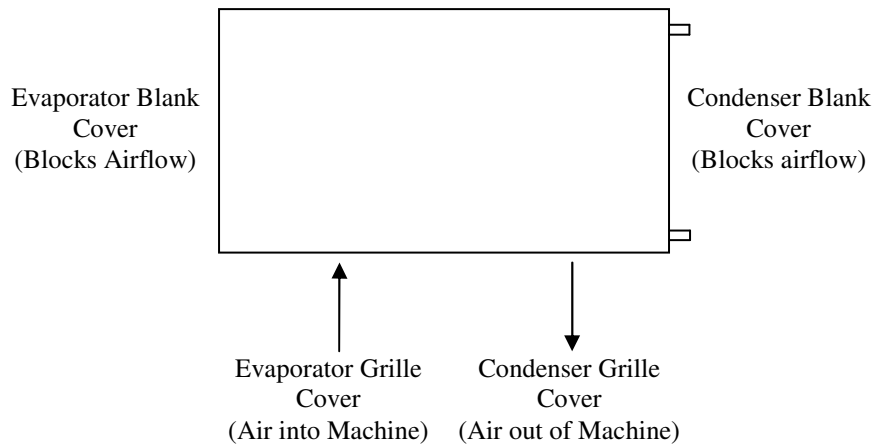 Evaporator Blank
Cover
(Blocks Airflow)
Condenser Blank
Cover
(Blocks airflow)
Evaporator Grille
Cover
(Air into Machine)
Condenser Grille
Cover
(Air out of Machine)